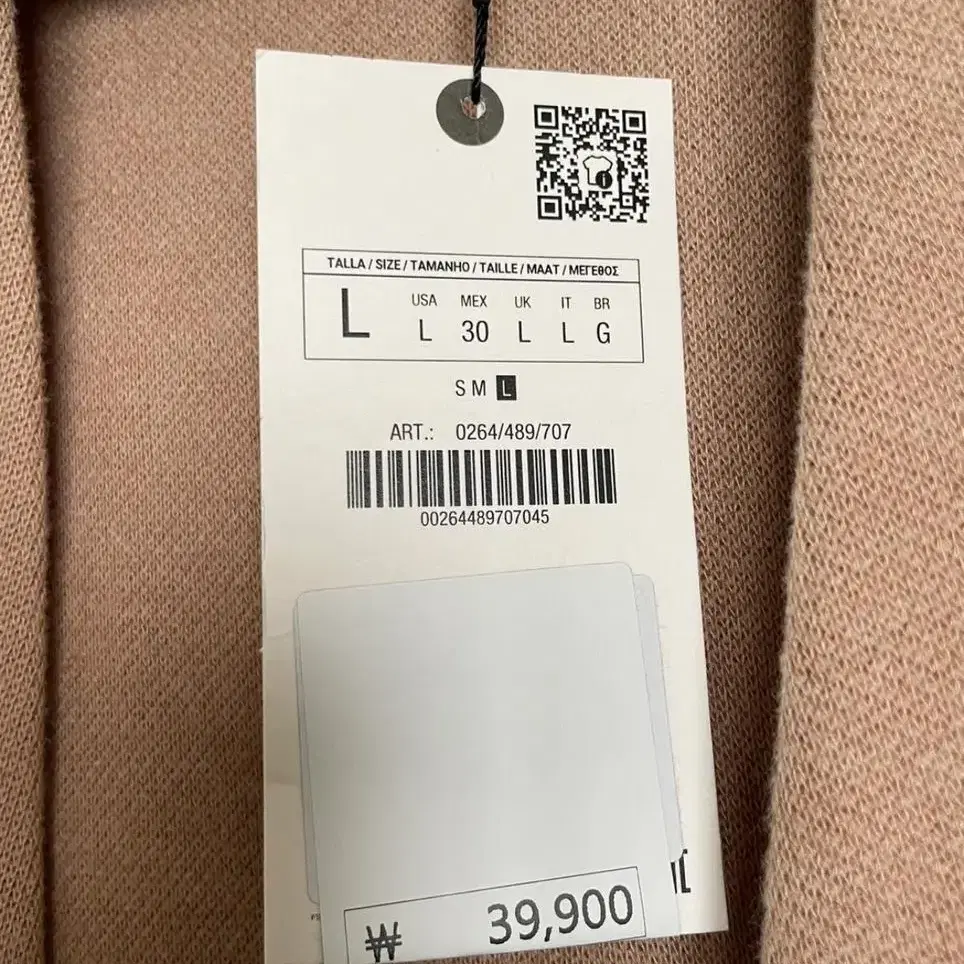 TALLA / SIZE / TAMANHO / TAILLE / MAAT / ΜΕΓΕΘΟΣ
L
USA MEX UK IT BR
L 30 L L G
S M L
ART.: 0264/489/707
00264489707045
₩ 39,900